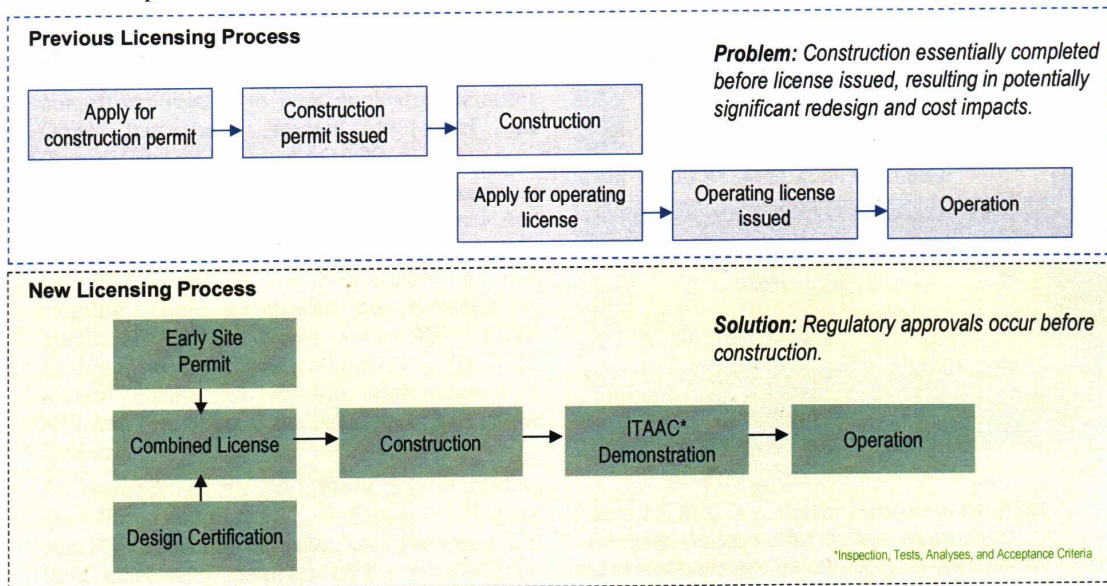 Previous Licensing Process
Problem: Construction essentially completed
before license issued, resulting in potentially
significant redesign and cost impacts.
Apply for
construction permit
Construction
permit issued
Construction
Apply for operating
license
Operating license
issued
Operation
New Licensing Process
Solution: Regulatory approvals occur before
construction.
Early Site
Permit
Combined License
Construction
ITAAC*
Demonstration
Operation
Design Certification
*Inspection, Tests, Analyses, and Acceptance Criteria